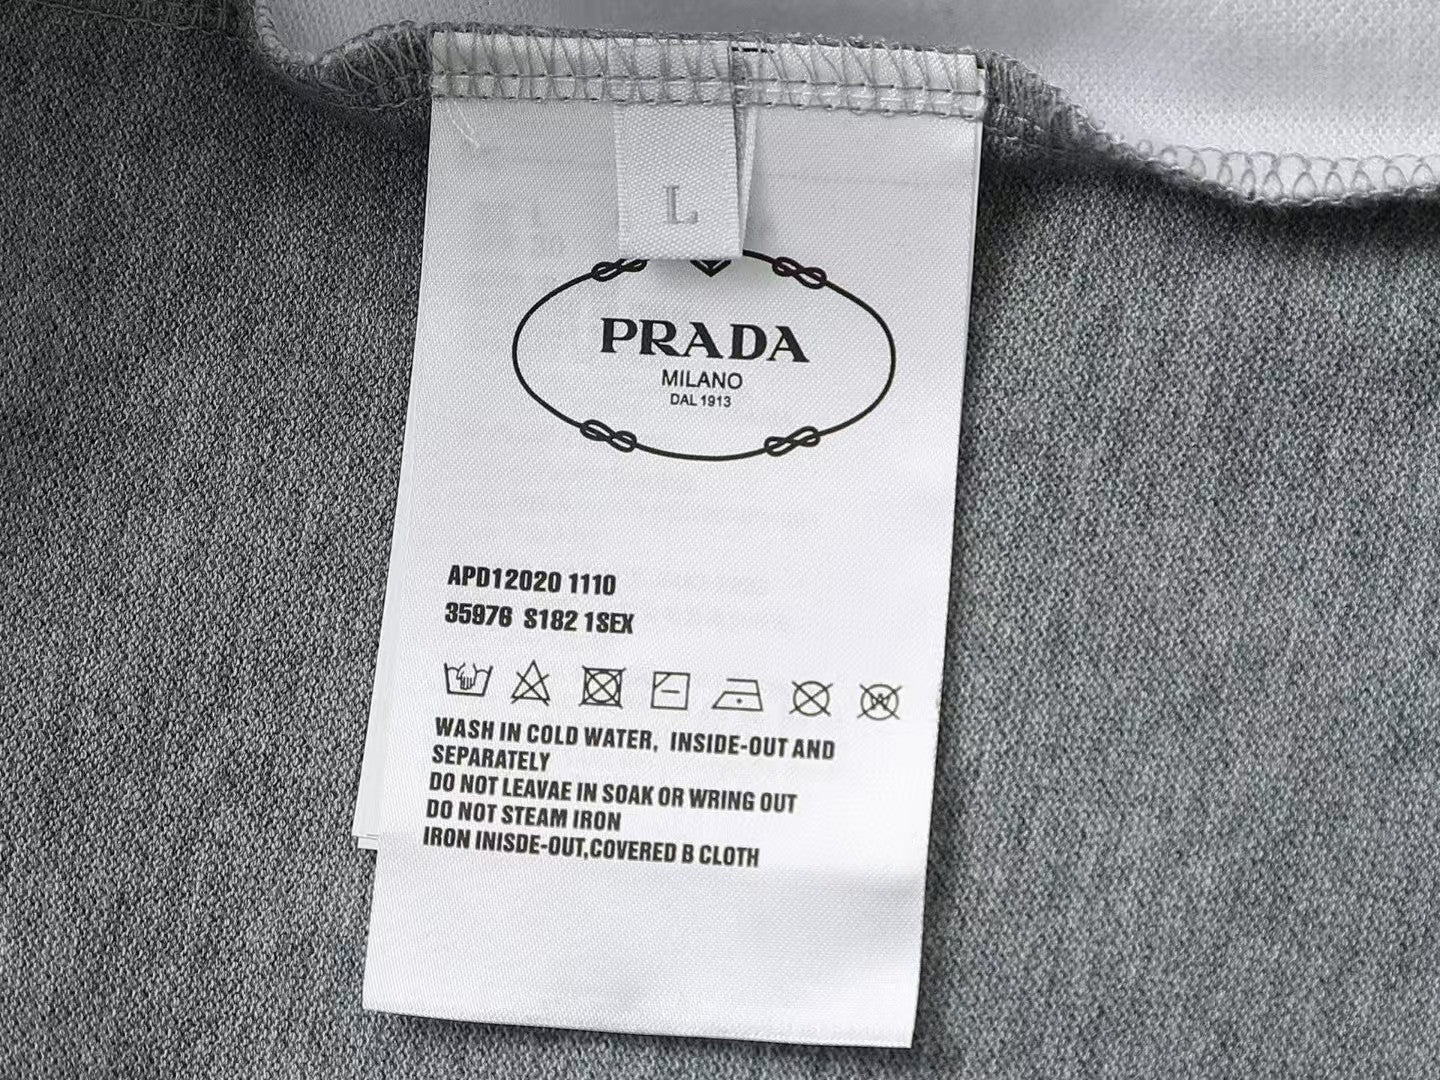 L
PRADA
MILANO
DAL 1913
APD12020 1110
35976 S182 1SEX
WASH IN COLD WATER, INSIDE-OUT AND
SEPARATELY
DO NOT LEAVAE IN SOAK OR WRING OUT
DO NOT STEAM IRON
IRON INISDE-OUT,COVERED B CLOTH